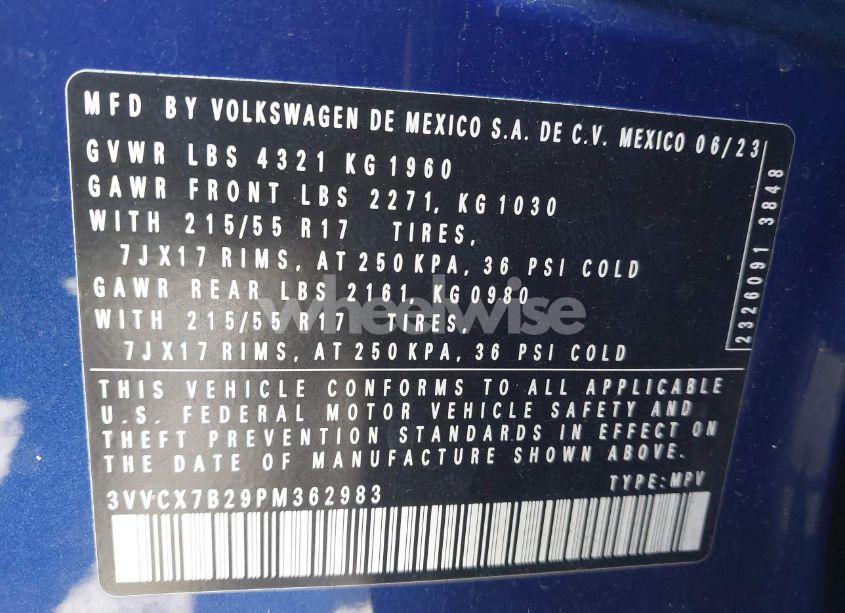 MFD BY VOLKSWAGEN DE MEXICO S.A. DE C.V. MEXICO 06/23
GVWR LBS 4321 KG 1960
GAWR FRONT LBS 2271, KG 1030
WITH 215/55 R17 TIRES,
7JX17 RIMS, AT 250 KPA, 36 PSI COLD
GAWR REAR LBS 2161, KG 0980
WITH 215/55 R17 TIRES,
7JX17 RIMS, AT 250 KPA, 36 PSI COLD
THIS VEHICLE CONFORMS TO ALL APPLICABLE
U.S. FEDERAL MOTOR VEHICLE SAFETY AND
THEFT PREVENTION STANDARDS IN EFFECT ON
THE DATE OF MANUFACTURE SHOWN ABOVE.
3VVCX7B29PM362983 TYPE: MPV
2326091 3848
wheelwise